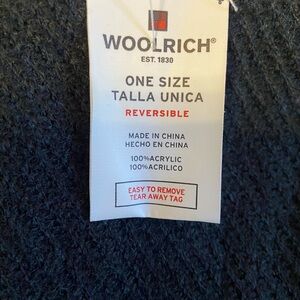 WOOLRICH®
EST. 1830
ONE SIZE
TALLA UNICA
REVERSIBLE
MADE IN CHINA
HECHO EN CHINA
100%ACRYLIC
100%ACRILICO
EASY TO REMOVE
TEAR AWAY TAG